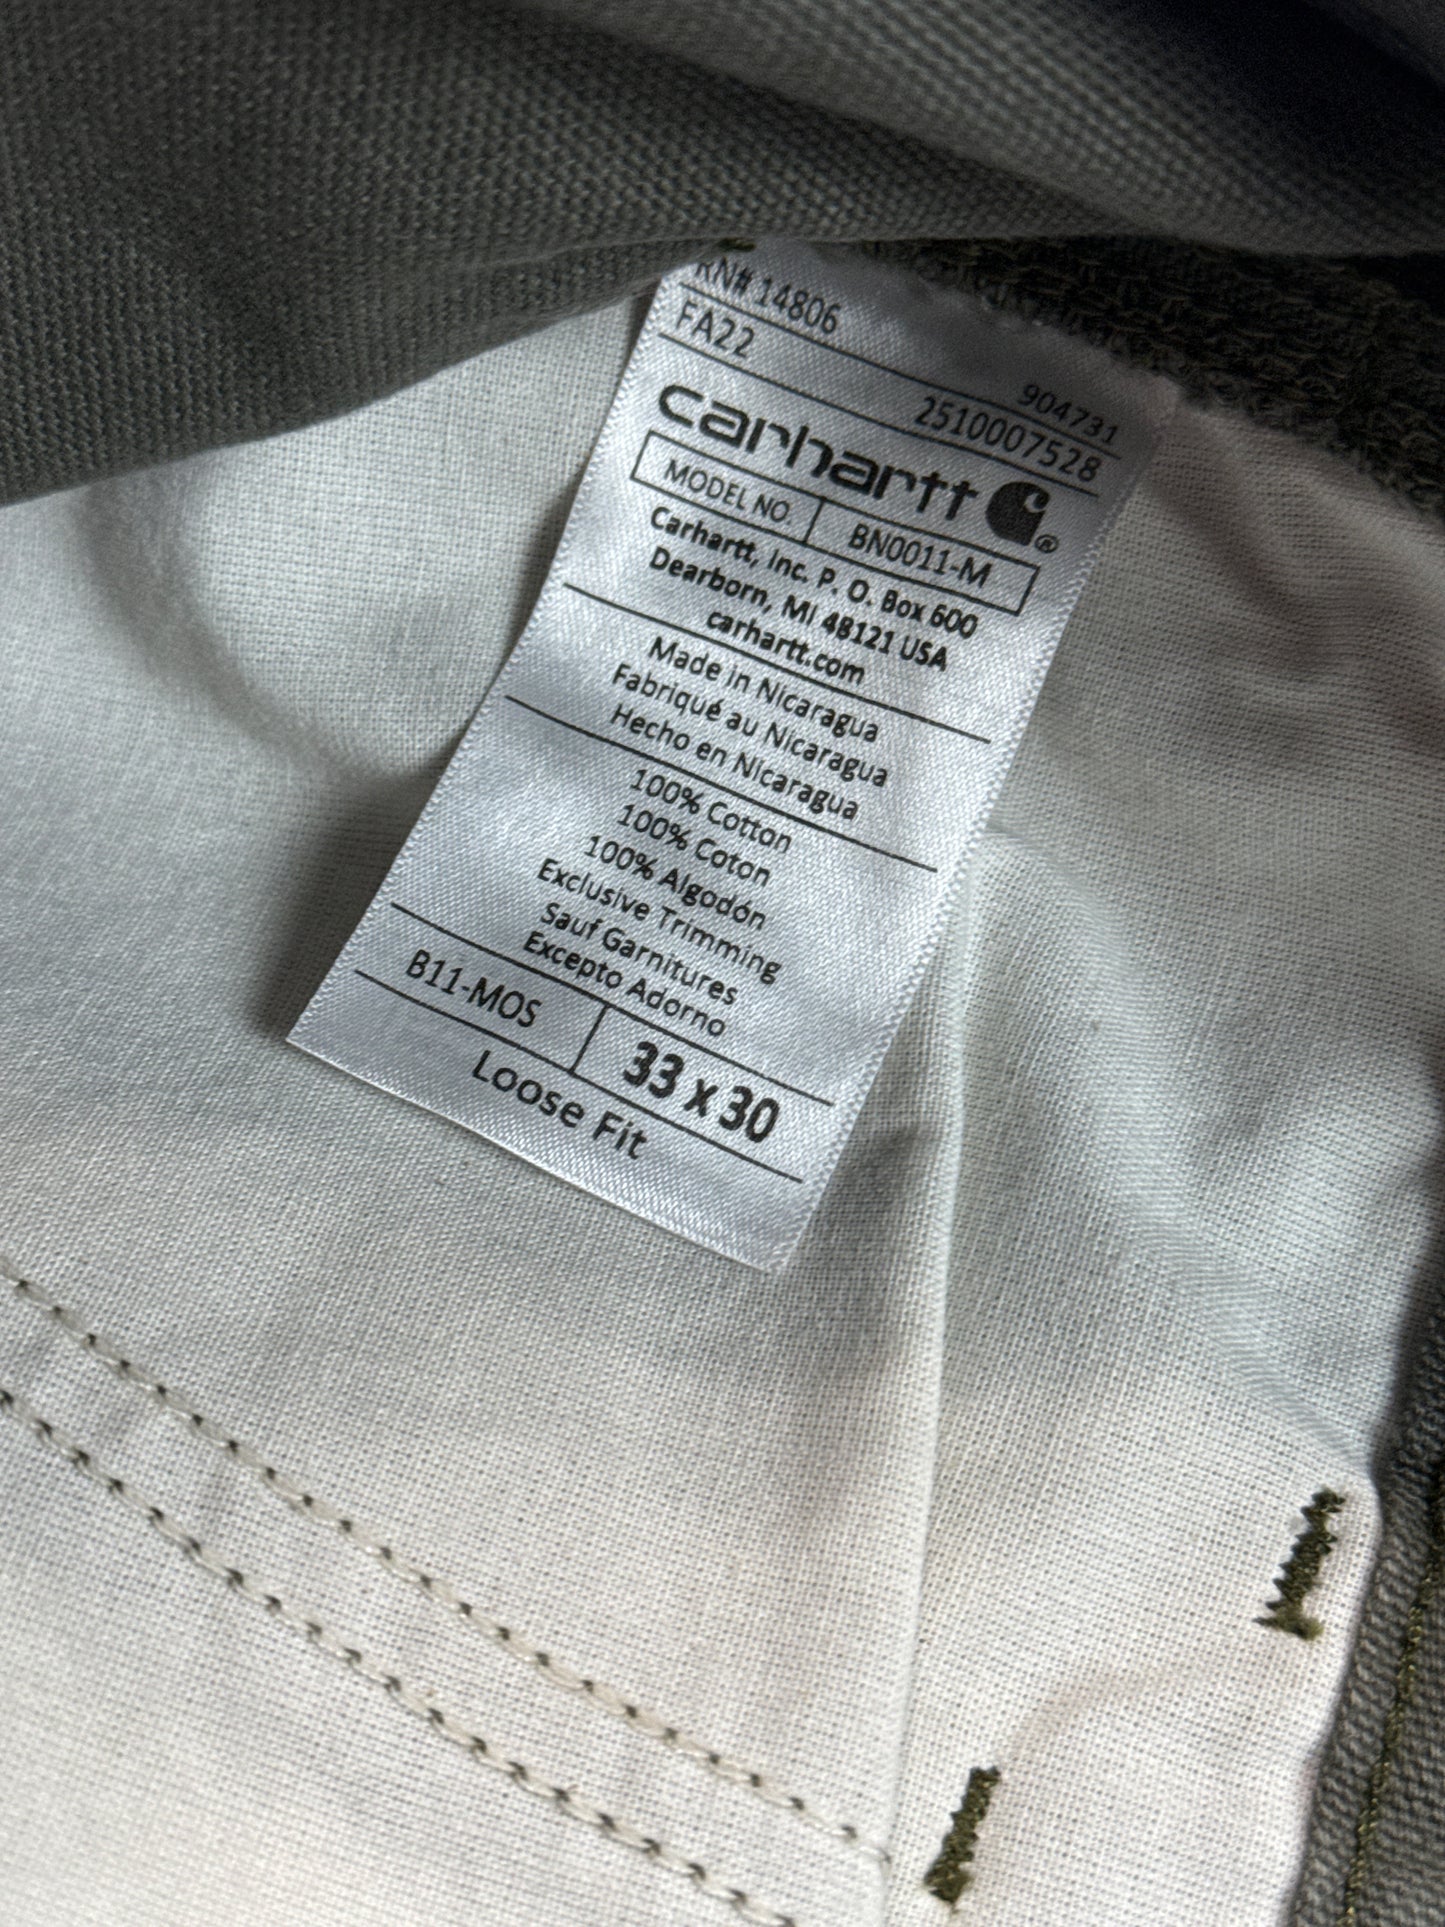 RN# 14806
904731
FA22
2510007528
carhartt ®
MODEL NO. BN0011-M
Carhartt, Inc. P. O. Box 600
Dearborn, MI 48121 USA
carhartt.com
Made in Nicaragua
Fabriqué au Nicaragua
Hecho en Nicaragua
100% Cotton
100% Coton
100% Algodón
Exclusive Trimming
Sauf Garnitures
Excepto Adorno
B11-MOS 33 x 30
Loose Fit